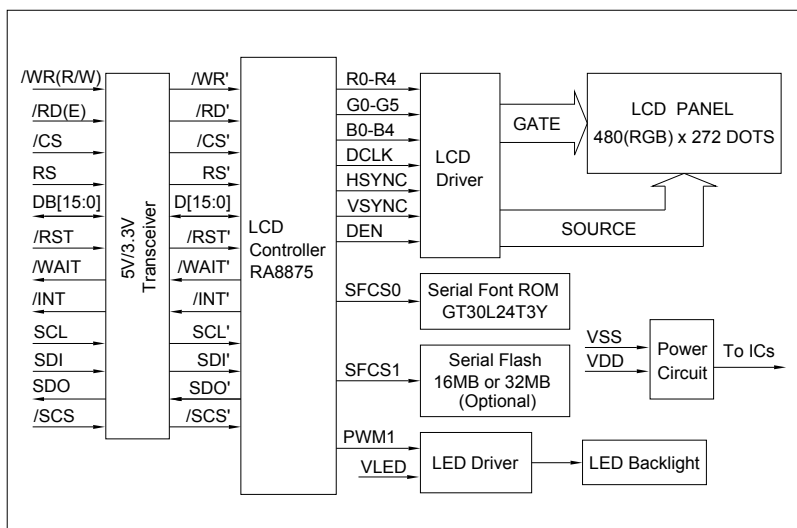 /WR(R/W)
/RD(E)
/CS
RS
DB[15:0]
/RST
/WAIT
/INT
SCL
SDI
SDO
/SCS
5V/3.3V
Transceiver
/WR'
/RD'
/CS'
RS'
D[15:0]
/RST'
/WAIT'
/INT'
SCL'
SDI'
SDO'
/SCS'
LCD
Controller
RA8875
R0-R4
G0-G5
B0-B4
DCLK
HSYNC
VSYNC
DEN
SFCS0
SFCS1
PWM1
VLED
LCD
Driver
GATE
SOURCE
LCD PANEL
480(RGB) x 272 DOTS
Serial Font ROM
GT30L24T3Y
Serial Flash
16MB or 32MB
(Optional)
LED Driver
LED Backlight
VSS
VDD
Power
Circuit
To ICs